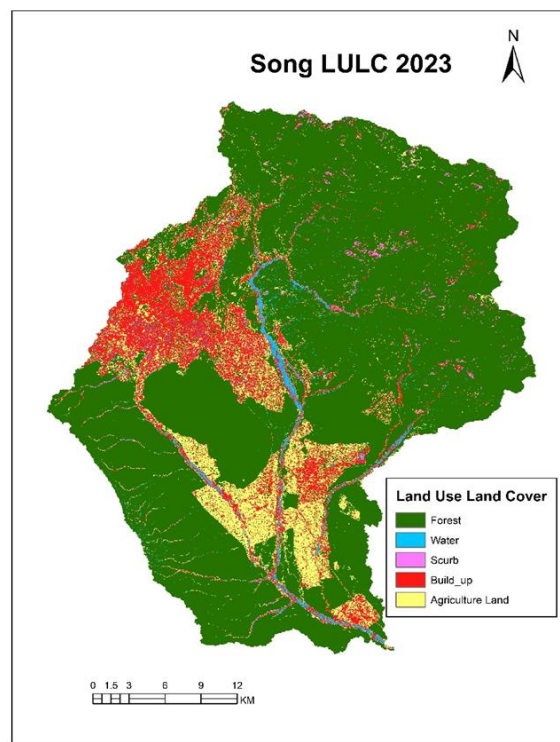 N
Song LULC 2023
Land Use Land Cover
Forest
Water
Scurb
Build_up
Agriculture Land
0 1.5 3 6 9 12
KM